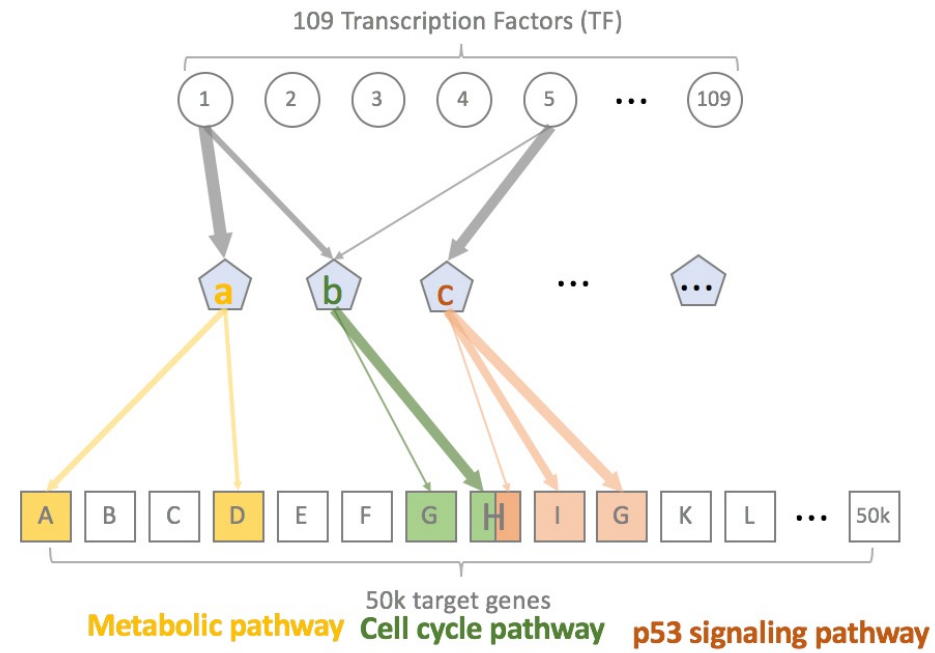 109 Transcription Factors (TF)
1 2 3 4 5 ... 109
a b c ... ...
A B C D E F G H I G K L ... 50k
50k target genes
Metabolic pathway Cell cycle pathway p53 signaling pathway